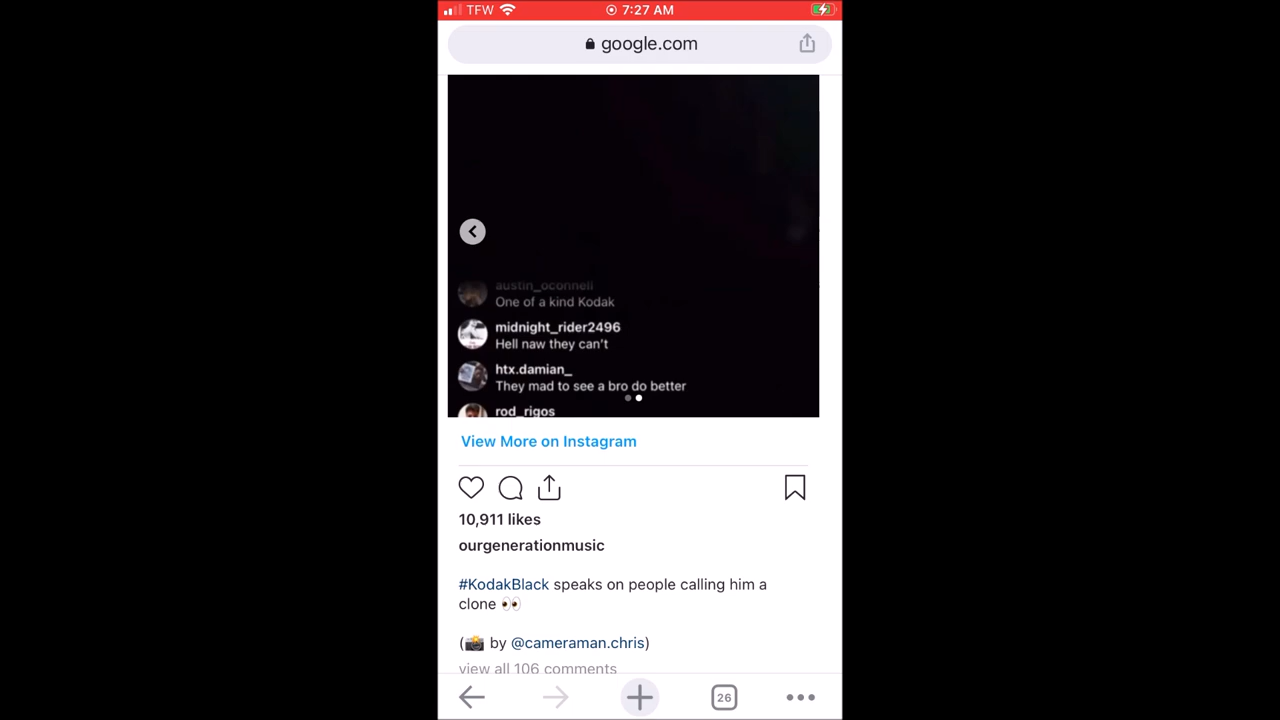 TFW 7:27 AM
google.com
austin_oconnell
One of a kind Kodak
midnight_rider2496
Hell naw they can't
htx.damian_
They mad to see a bro do better
rod_rigos
View More on Instagram
10,911 likes
ourgenerationmusic
#KodakBlack speaks on people calling him a
clone 👀
(📸 by @cameraman.chris)
view all 106 comments
26